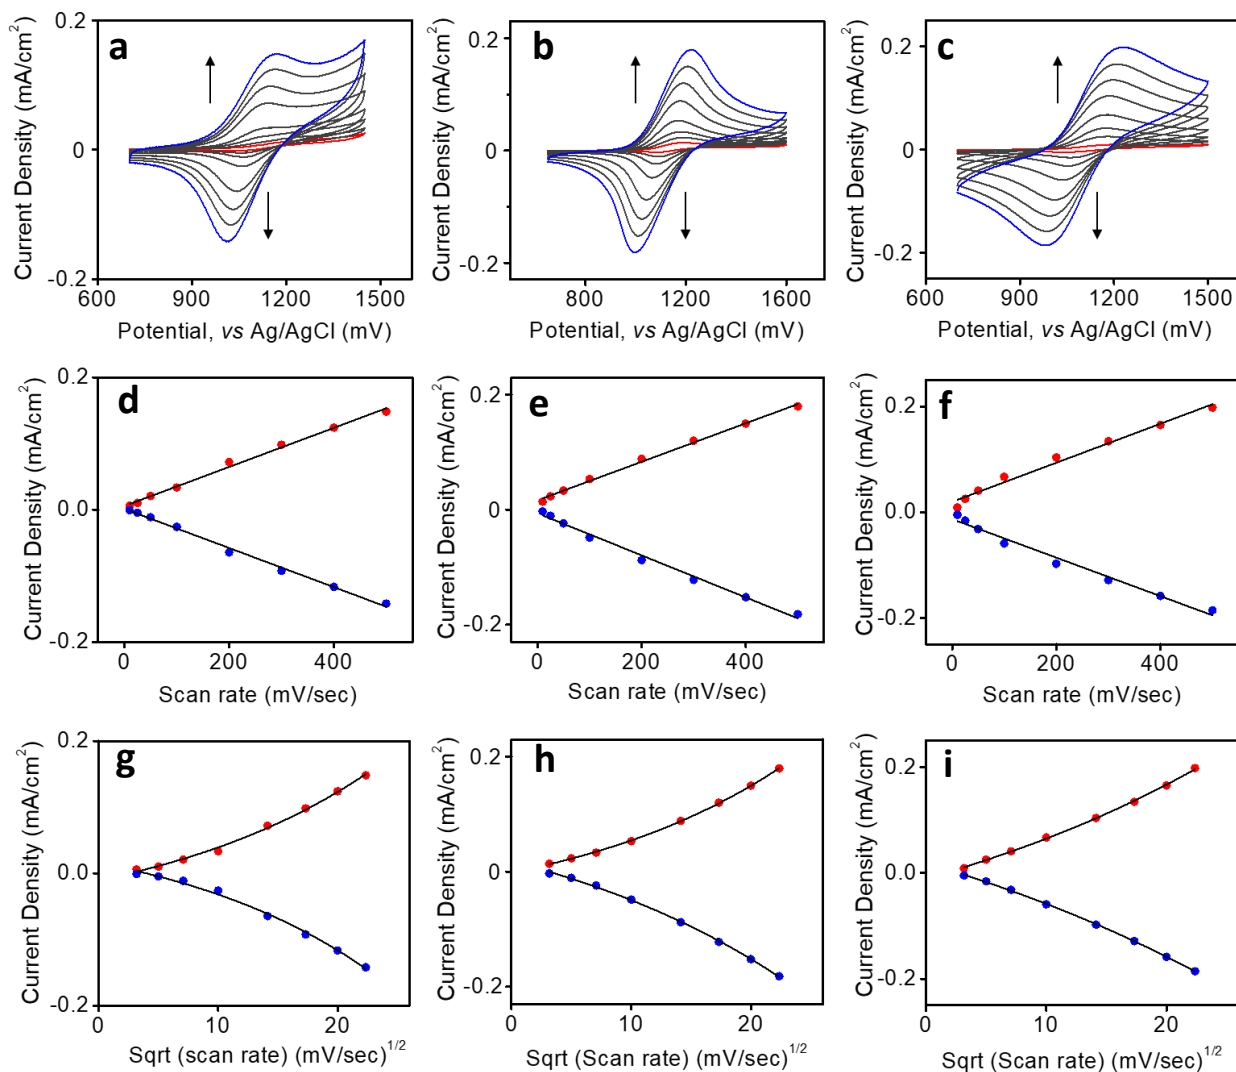 a
b
c
Current Density (mA/cm²)
0.2
0
-0.2
600 900 1200 1500
Potential, vs Ag/AgCl (mV)
Current Density (mA/cm²)
0.2
0
-0.2
800 1200 1600
Potential, vs Ag/AgCl (mV)
Current Density (mA/cm²)
0.2
0
-0.2
600 900 1200 1500
Potential, vs Ag/AgCl (mV)
d
e
f
Current Density (mA/cm²)
0.2
0.0
-0.2
0 200 400
Scan rate (mV/sec)
Current Density (mA/cm²)
0.2
0.0
-0.2
0 200 400
Scan rate (mV/sec)
Current Density (mA/cm²)
0.2
0.0
-0.2
0 200 400
Scan rate (mV/sec)
g
h
i
Current Density (mA/cm²)
0.2
0.0
-0.2
0 10 20
Sqrt (scan rate) (mV/sec)^1/2
Current Density (mA/cm²)
0.2
0
-0.2
0 10 20
Sqrt (Scan rate) (mV/sec)^1/2
Current Density (mA/cm²)
0.2
0.0
-0.2
0 10 20
Sqrt (Scan rate) (mV/sec)^1/2